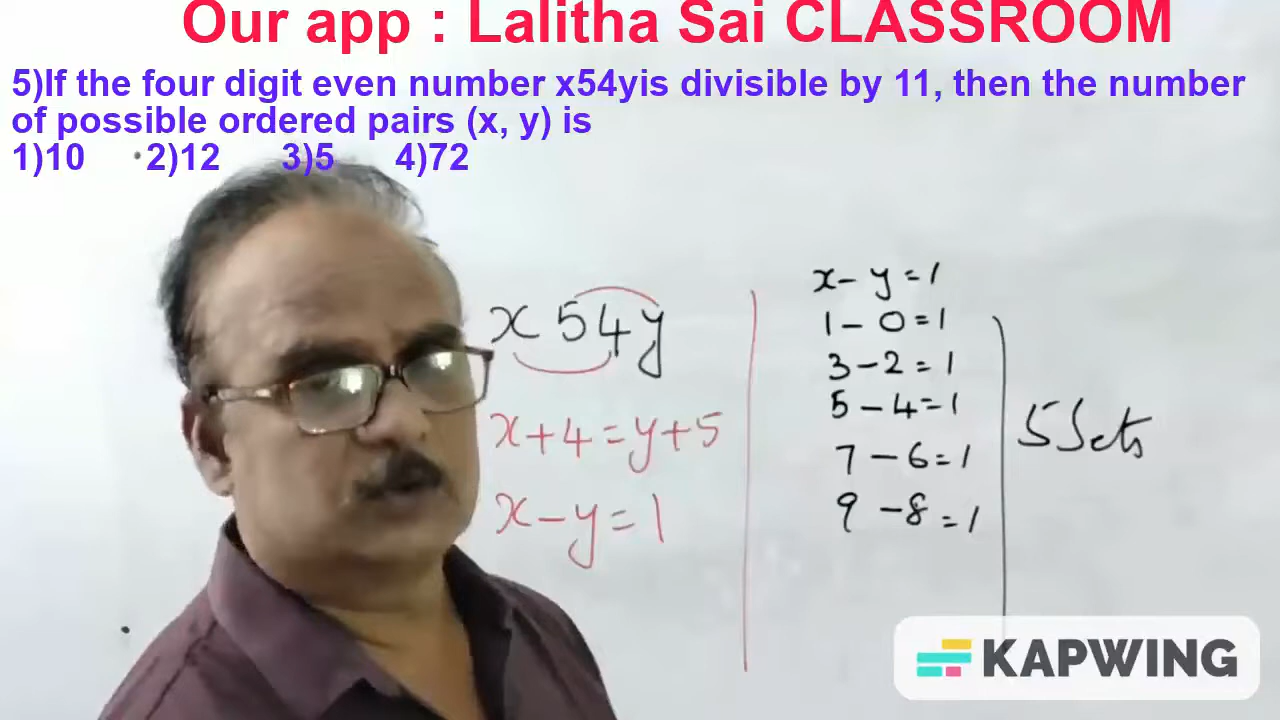 Our app : Lalitha Sai CLASSROOM
5)If the four digit even number x54yis divisible by 11, then the number
of possible ordered pairs (x, y) is
1)10 2)12 3)5 4)72
x 5 4 y
x+4=y+5
x-y=1
x-y=1
1-0=1
3-2=1
5-4=1
7-6=1
9-8=1
5 Sets
KAPWING